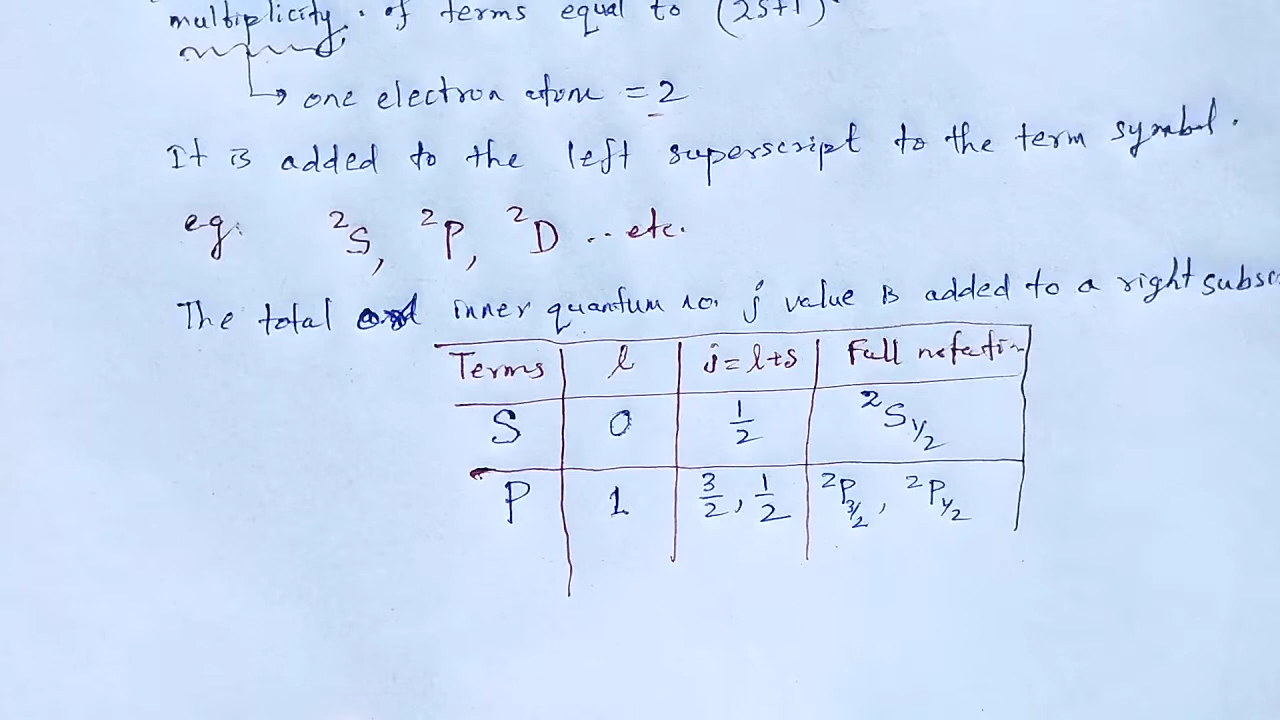 multiplicity. of terms equal to (2s+1)
↳ one electron atom = 2
It is added to the left superscript to the term symbol.
eg. ²S, ²P, ²D ... etc.
The total inner quantum no. j value is added to a right subsc
Terms | l | j = l+s | Full notation
S | 0 | 1/2 | ²S₁/₂
P | 1 | 3/2, 1/2 | ²P₃/₂, ²P₁/₂